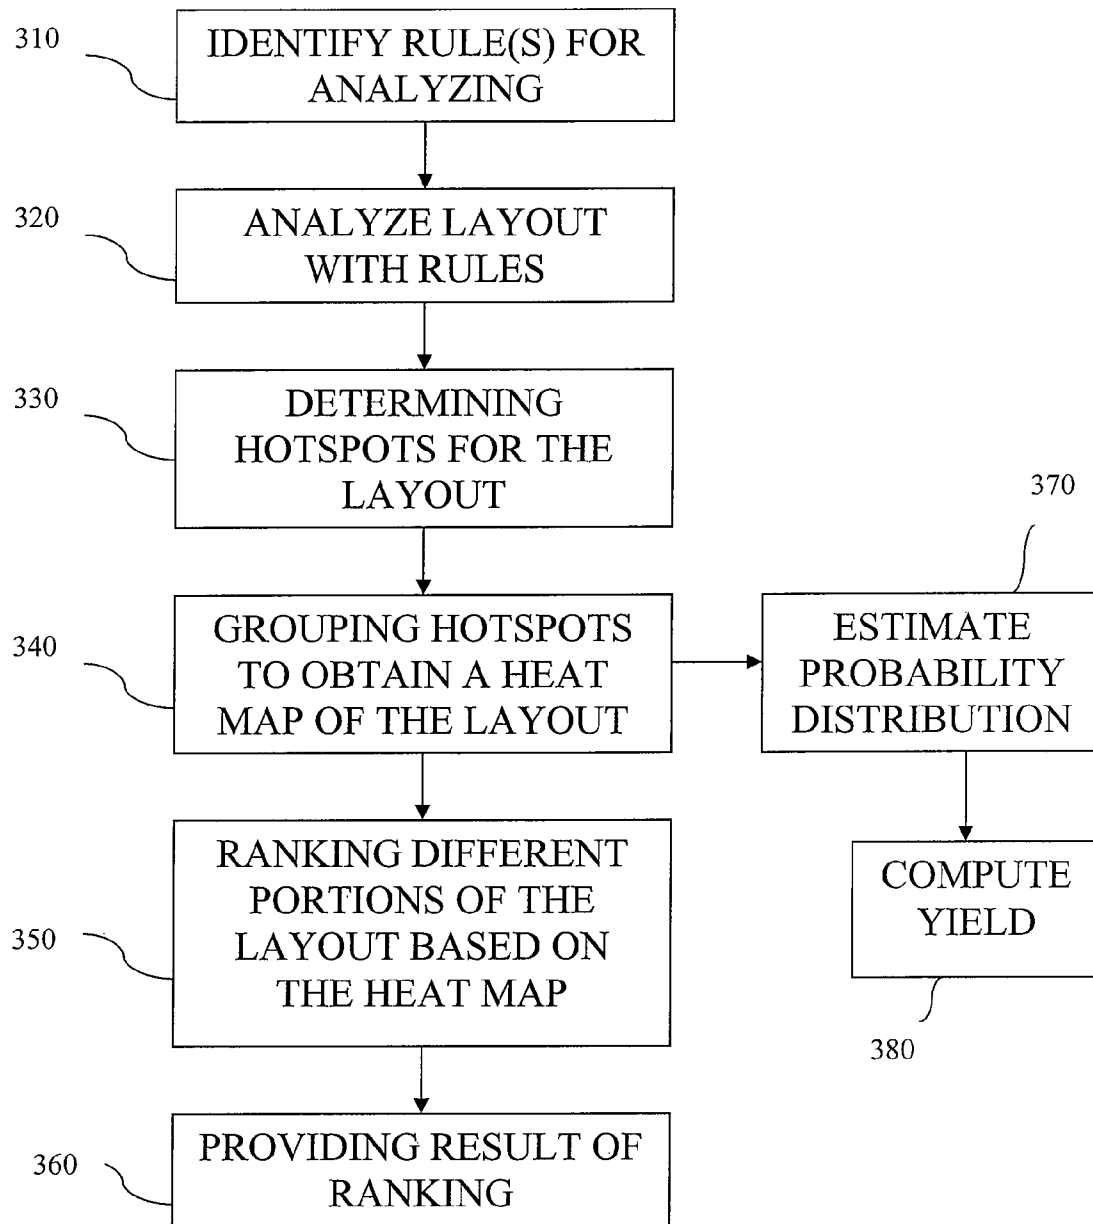 310
IDENTIFY RULE(S) FOR
ANALYZING
320
ANALYZE LAYOUT
WITH RULES
330
DETERMINING
HOTSPOTS FOR THE
LAYOUT
340
GROUPING HOTSPOTS
TO OBTAIN A HEAT
MAP OF THE LAYOUT
370
ESTIMATE
PROBABILITY
DISTRIBUTION
350
RANKING DIFFERENT
PORTIONS OF THE
LAYOUT BASED ON
THE HEAT MAP
COMPUTE
YIELD
380
360
PROVIDING RESULT OF
RANKING